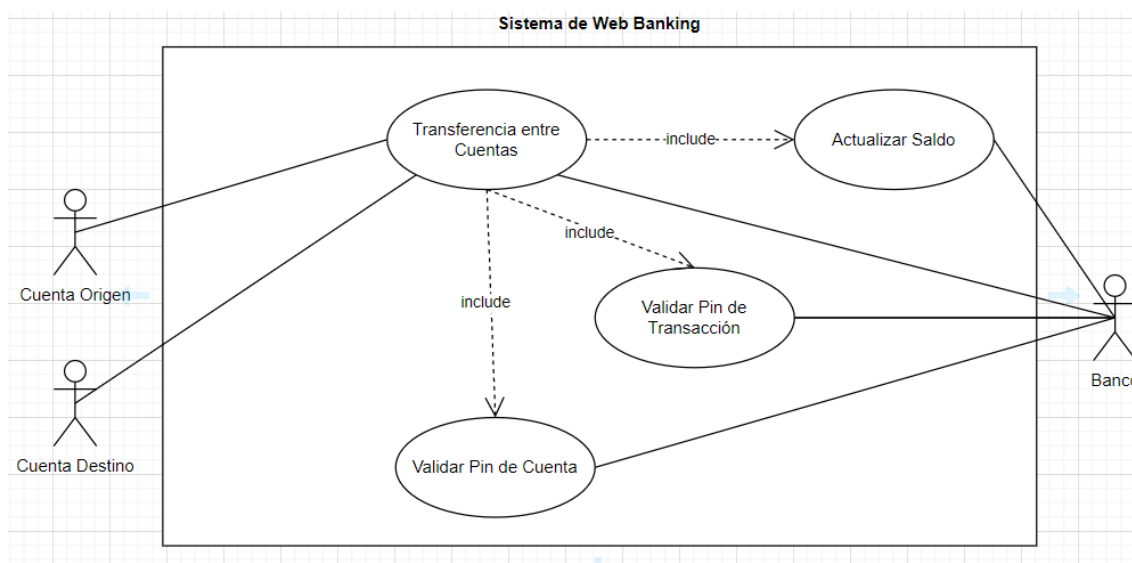 Sistema de Web Banking
Transferencia entre
Cuentas
include
Actualizar Saldo
include
Cuenta Origen
include
Validar Pin de
Transacción
Banco
Cuenta Destino
Validar Pin de Cuenta